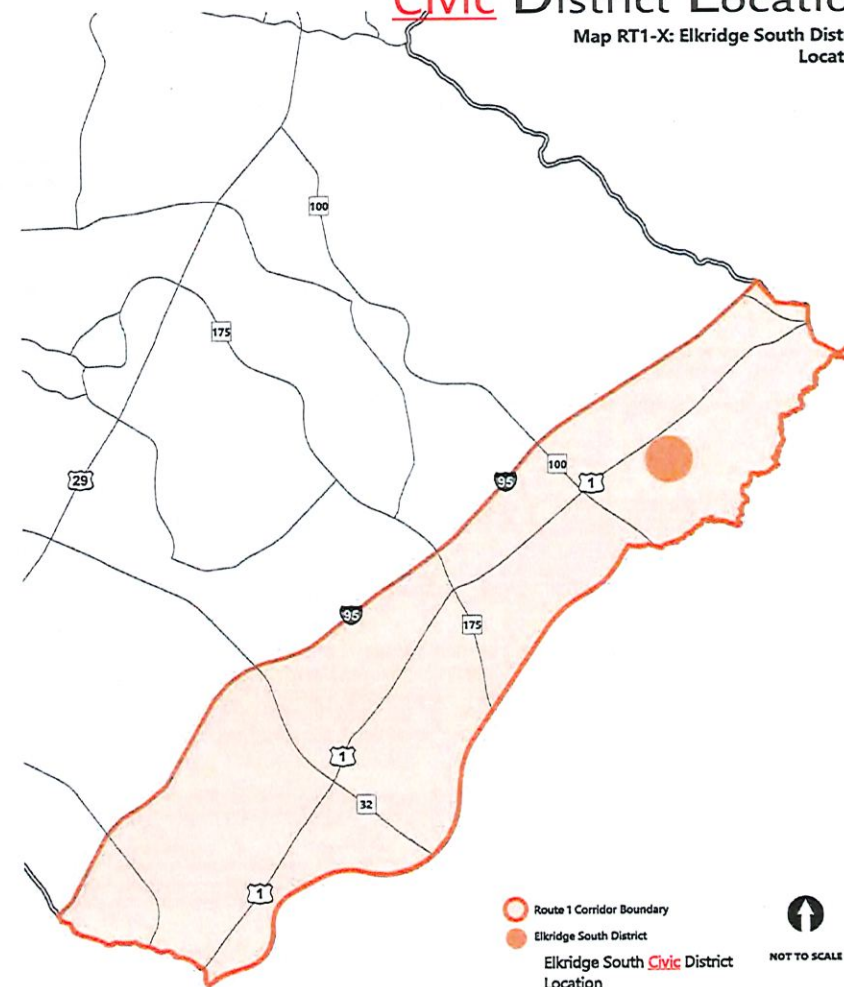 Civic District Locatio
Map RT1-X: Elkridge South Dist
Locat
100
175
29
100
95
1
95
175
1
32
1
Route 1 Corridor Boundary
Elkridge South District
Elkridge South Civic District
Location
NOT TO SCALE